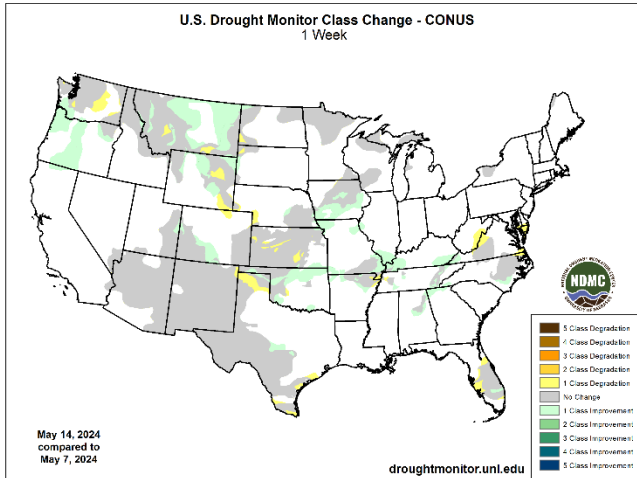 U.S. Drought Monitor Class Change - CONUS
1 Week
NDMC
5 Class Degradation
4 Class Degradation
3 Class Degradation
2 Class Degradation
1 Class Degradation
No Change
1 Class Improvement
2 Class Improvement
3 Class Improvement
4 Class Improvement
5 Class Improvement
May 14, 2024
compared to
May 7, 2024
droughtmonitor.unl.edu